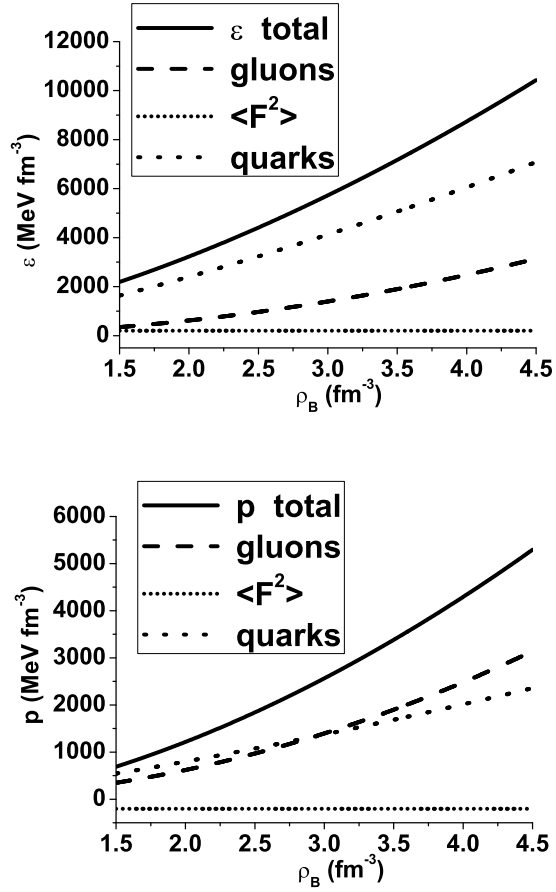 12000
10000
8000
6000
4000
2000
0
ε (MeV fm⁻³)
ε total
gluons
<F²>
quarks
1.5 2.0 2.5 3.0 3.5 4.0 4.5
ρ_B (fm⁻³)
6000
5000
4000
3000
2000
1000
0
p (MeV fm⁻³)
p total
gluons
<F²>
quarks
1.5 2.0 2.5 3.0 3.5 4.0 4.5
ρ_B (fm⁻³)